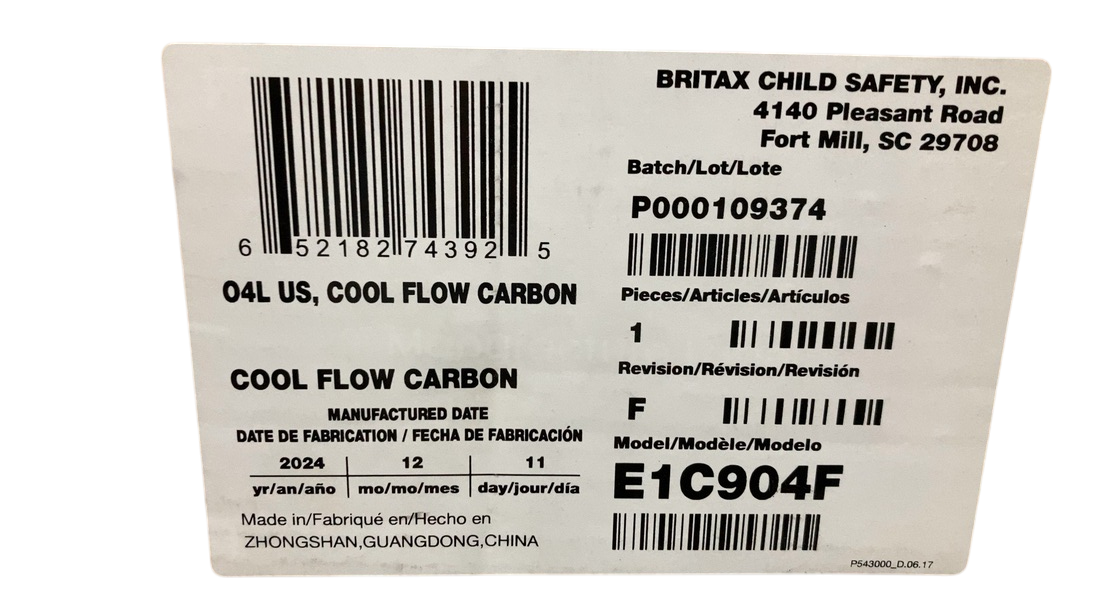 6 52182 74392 5
O4L US, COOL FLOW CARBON
COOL FLOW CARBON
MANUFACTURED DATE
DATE DE FABRICATION / FECHA DE FABRICACIÓN
2024 12 11
yr/an/año mo/mo/mes day/jour/día
Made in/Fabriqué en/Hecho en
ZHONGSHAN,GUANGDONG,CHINA
BRITAX CHILD SAFETY, INC.
4140 Pleasant Road
Fort Mill, SC 29708
Batch/Lot/Lote
P000109374
Pieces/Articles/Artículos
1
Revision/Révision/Revisión
F
Model/Modèle/Modelo
E1C904F
P543000_D.06.17